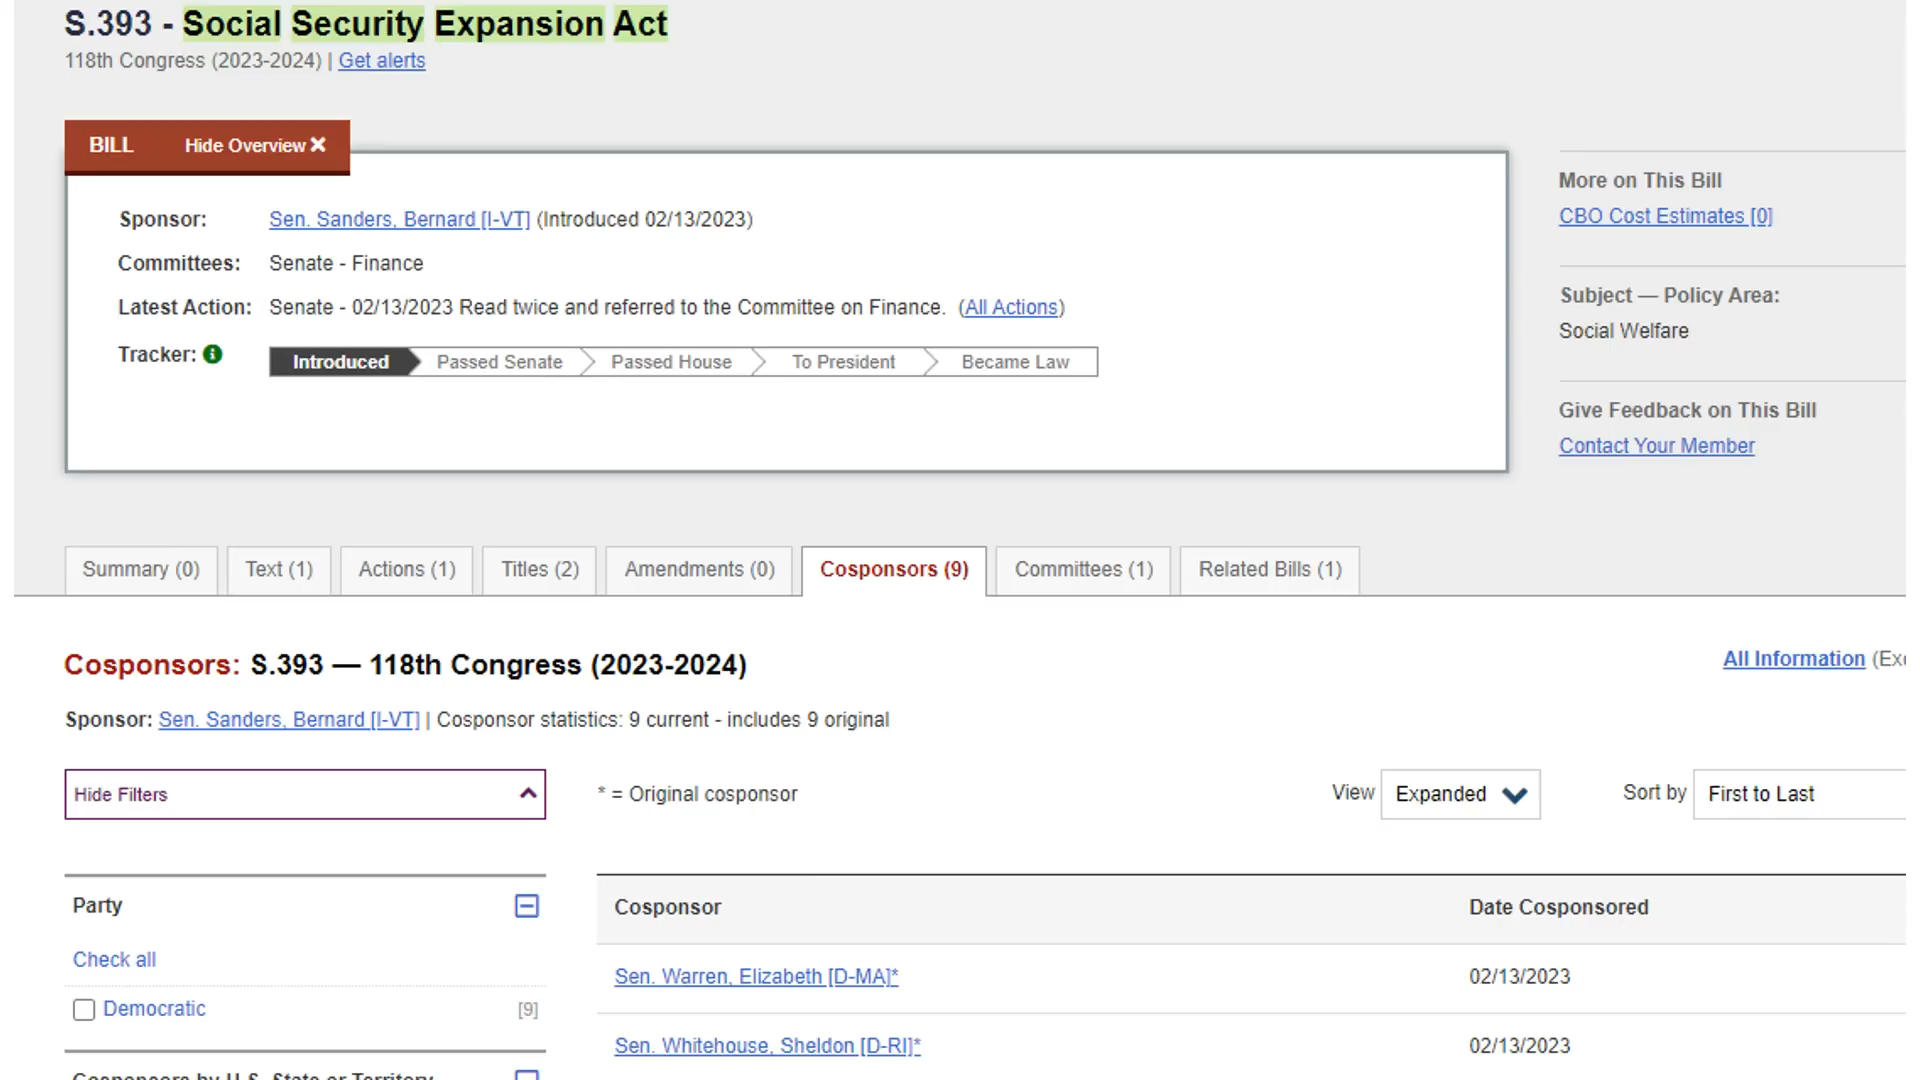 S.393 - Social Security Expansion Act
118th Congress (2023-2024) | Get alerts
BILL Hide Overview ✕
More on This Bill
CBO Cost Estimates [0]
Sponsor: Sen. Sanders, Bernard [I-VT] (Introduced 02/13/2023)
Committees: Senate - Finance
Latest Action: Senate - 02/13/2023 Read twice and referred to the Committee on Finance. (All Actions)
Tracker:
Introduced Passed Senate Passed House To President Became Law
Subject — Policy Area:
Social Welfare
Give Feedback on This Bill
Contact Your Member
Summary (0) Text (1) Actions (1) Titles (2) Amendments (0) Cosponsors (9) Committees (1) Related Bills (1)
Cosponsors: S.393 — 118th Congress (2023-2024)
All Information
Sponsor: Sen. Sanders, Bernard [I-VT] | Cosponsor statistics: 9 current - includes 9 original
Hide Filters
* = Original cosponsor
View Expanded
Sort by First to Last
Party
Check all
Democratic [9]
Cosponsors by U.S. State or Territory
Cosponsor Date Cosponsored
Sen. Warren, Elizabeth [D-MA]* 02/13/2023
Sen. Whitehouse, Sheldon [D-RI]* 02/13/2023